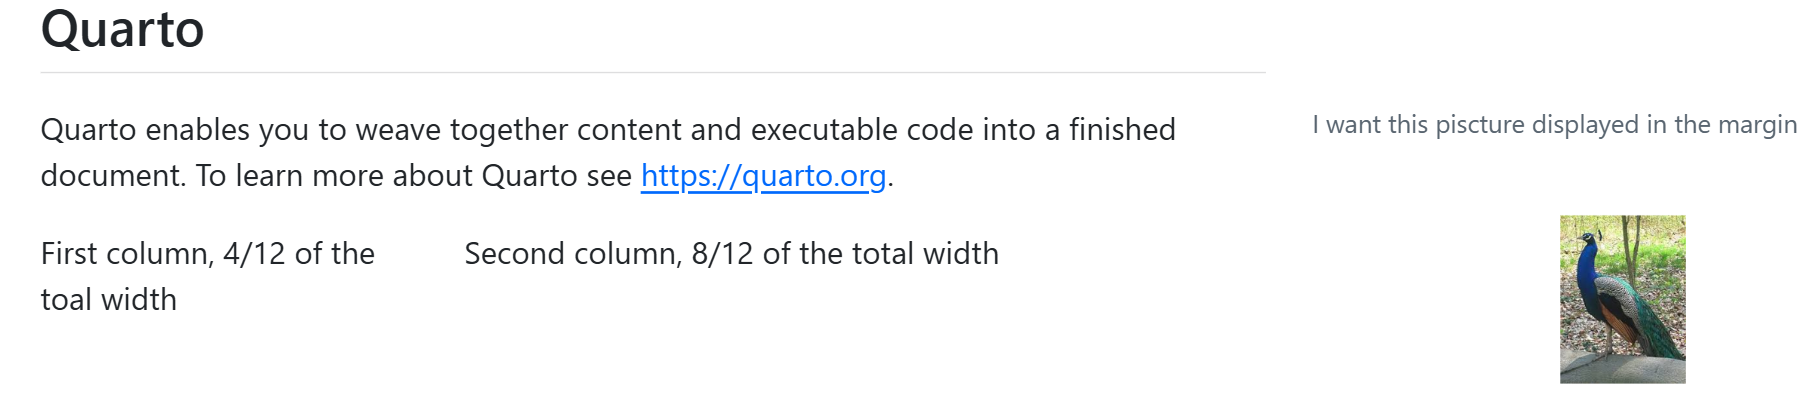 Quarto
Quarto enables you to weave together content and executable code into a finished
document. To learn more about Quarto see https://quarto.org.
I want this piscture displayed in the margin
First column, 4/12 of the
toal width
Second column, 8/12 of the total width